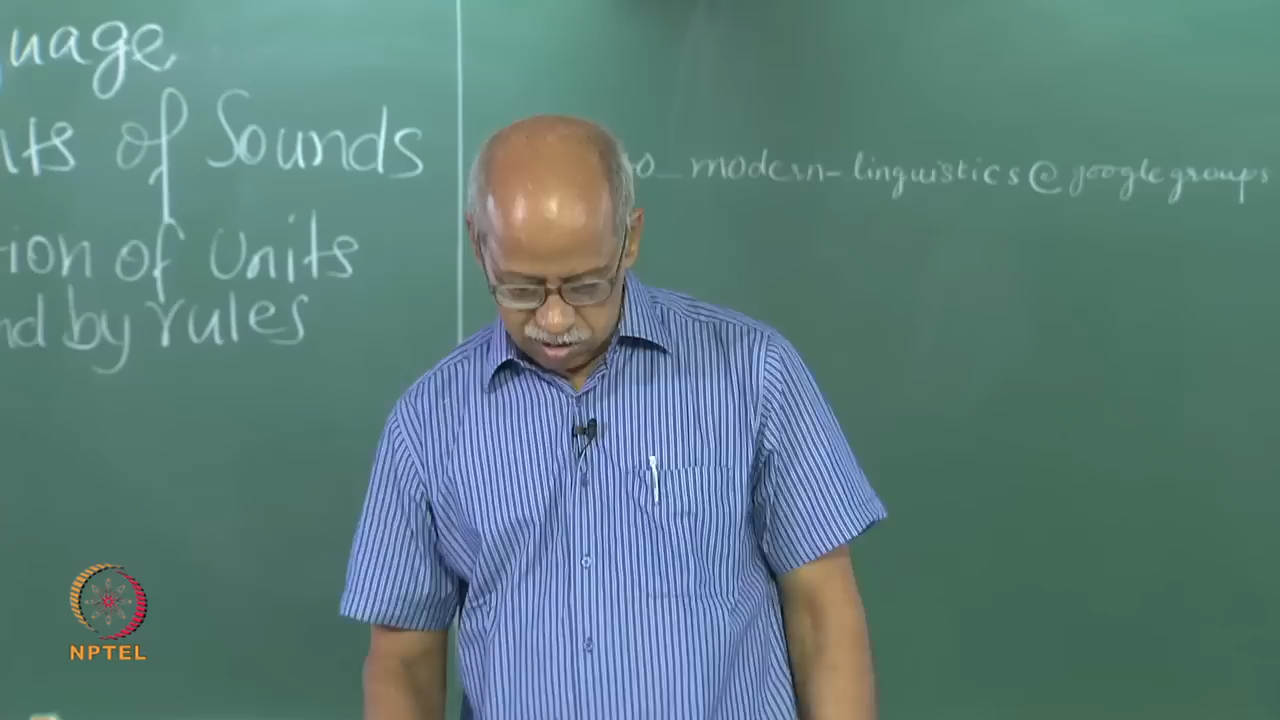 uage
its of Sounds
tion of Units
nd by rules
o_modern-linguistics@googlegroups
NPTEL